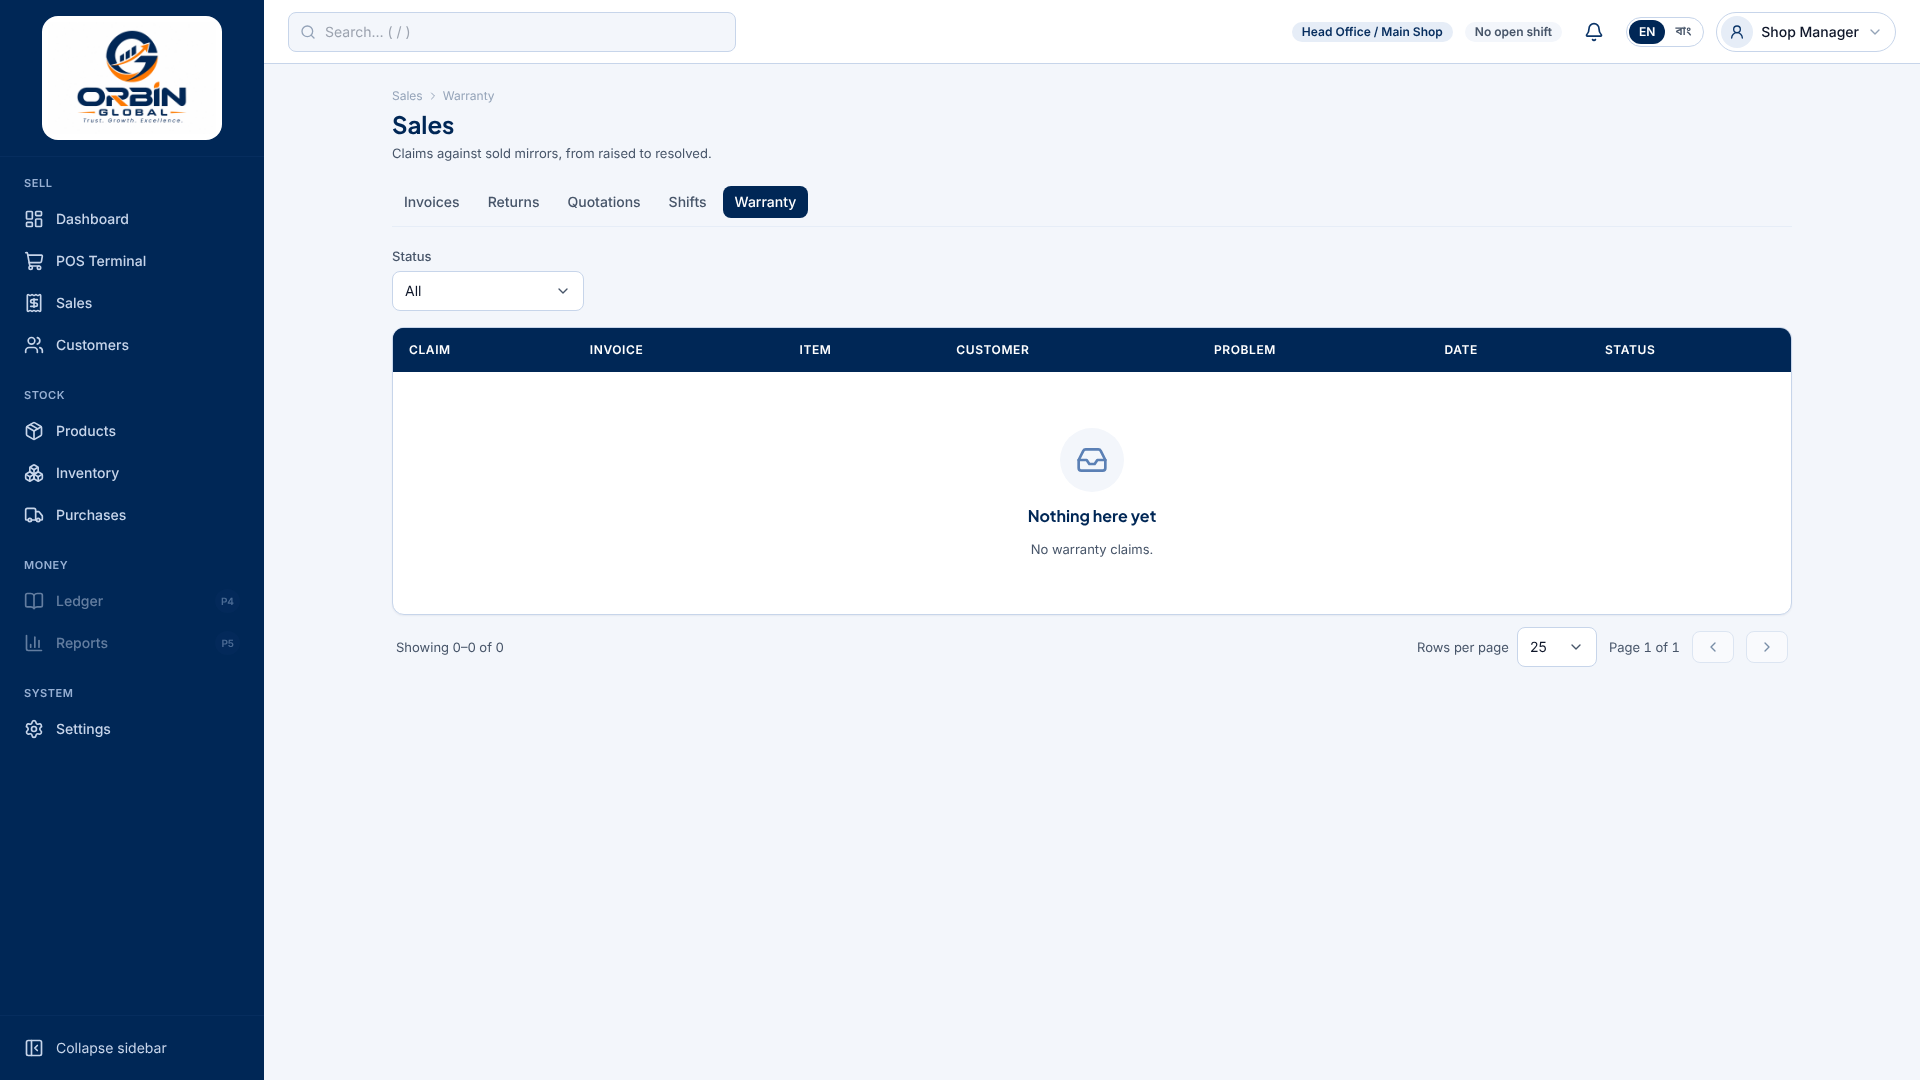 ORBIN
GLOBAL
Trust. Growth. Excellence.
Search... ( / )
Head Office / Main Shop
No open shift
EN
বাং
Shop Manager
SELL
Dashboard
POS Terminal
Sales
Customers
STOCK
Products
Inventory
Purchases
MONEY
Ledger P4
Reports P5
SYSTEM
Settings
Collapse sidebar
Sales > Warranty
Sales
Claims against sold mirrors, from raised to resolved.
Invoices Returns Quotations Shifts Warranty
Status
All
CLAIM INVOICE ITEM CUSTOMER PROBLEM DATE STATUS
Nothing here yet
No warranty claims.
Showing 0–0 of 0
Rows per page 25 Page 1 of 1